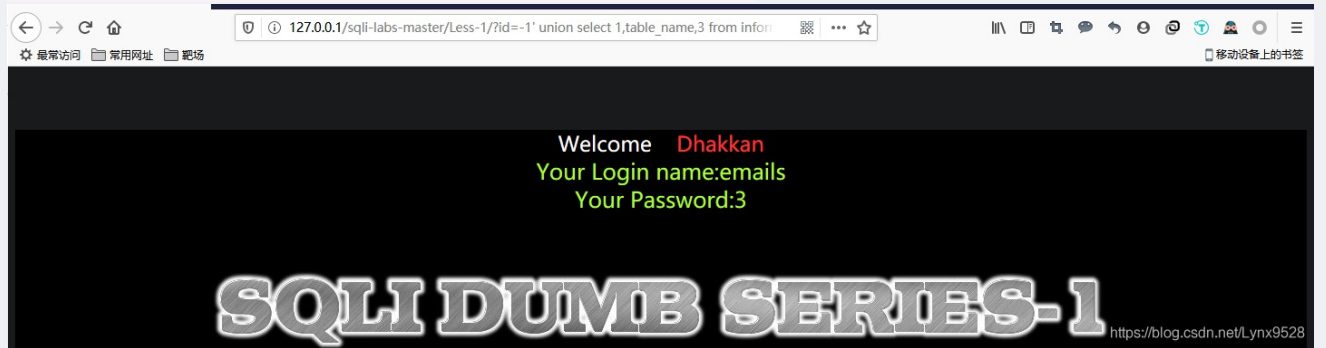 127.0.0.1/sqli-labs-master/Less-1/?id=-1' union select 1,table_name,3 from infor
最常访问 常用网址 靶场 移动设备上的书签
Welcome Dhakkan
Your Login name:emails
Your Password:3
SQLI DUMB SERIES-1
https://blog.csdn.net/Lynx9528